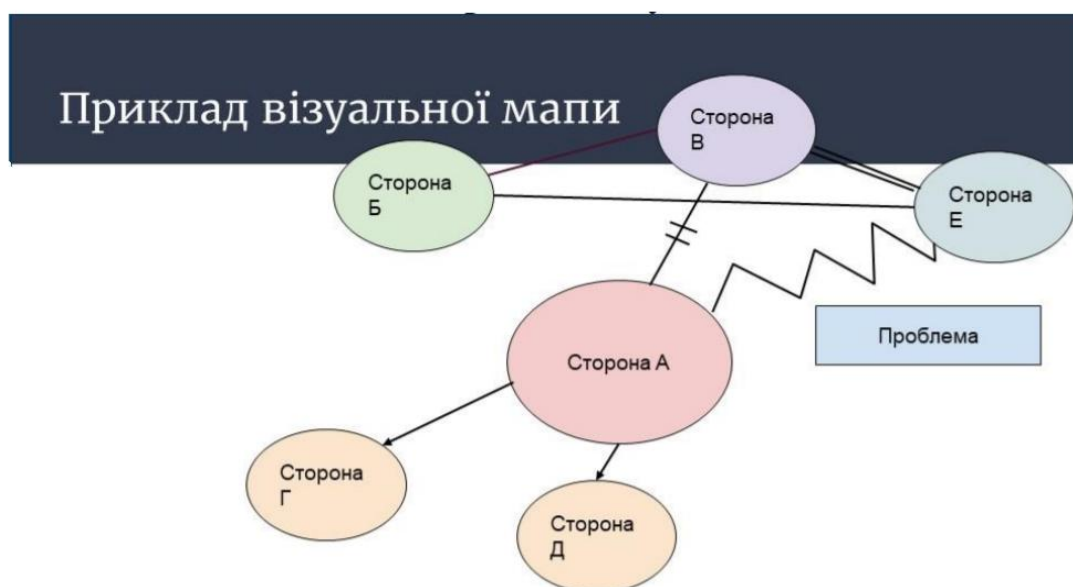 Приклад візуальної мапи
Сторона
В
Сторона
Б
Сторона
Е
Проблема
Сторона А
Сторона
Г
Сторона
Д